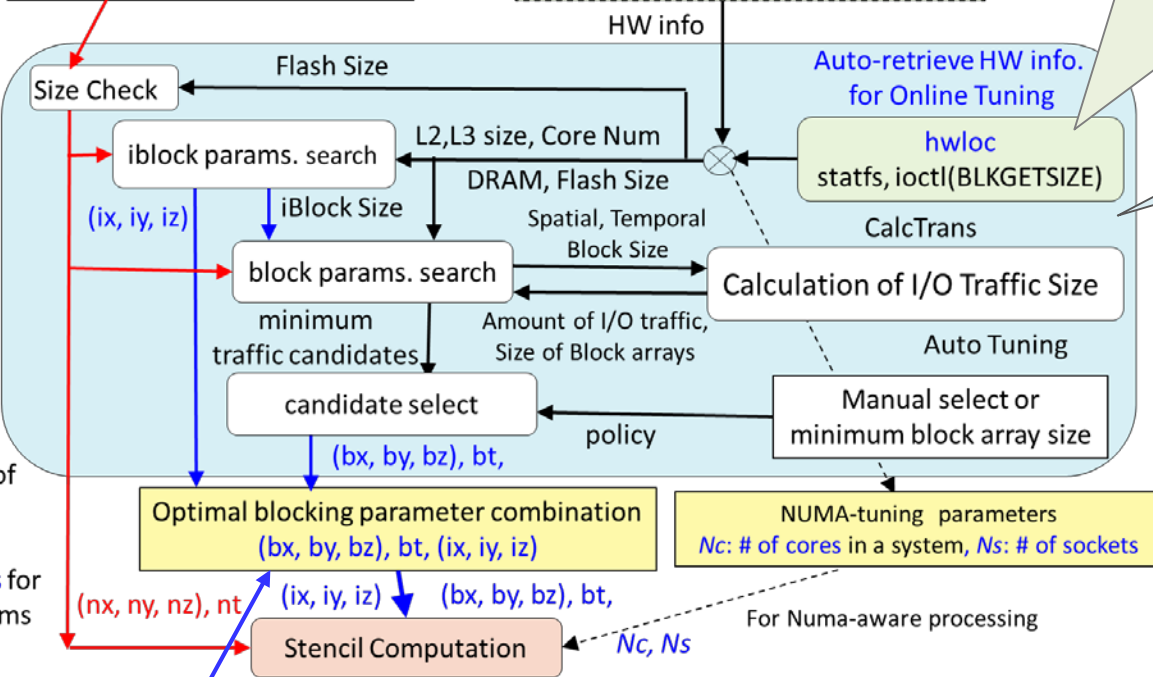 HW info
Flash Size
Auto-retrieve HW info.
for Online Tuning
Size Check
L2,L3 size, Core Num
hwloc
iblock params. search
statfs, ioctl(BLKGETSIZE)
DRAM, Flash Size
(ix, iy, iz)
iBlock Size
Spatial, Temporal
Block Size
CalcTrans
block params. search
Calculation of I/O Traffic Size
minimum
traffic candidates
Amount of I/O traffic,
Size of Block arrays
Auto Tuning
candidate select
Manual select or
minimum block array size
policy
(bx, by, bz), bt,
of
Optimal blocking parameter combination
(bx, by, bz), bt, (ix, iy, iz)
NUMA-tuning parameters
Nc: # of cores in a system, Ns: # of sockets
for
(ix, iy, iz)
(bx, by, bz), bt,
(nx, ny, nz), nt
ms
For Numa-aware processing
Stencil Computation
Nc, Ns